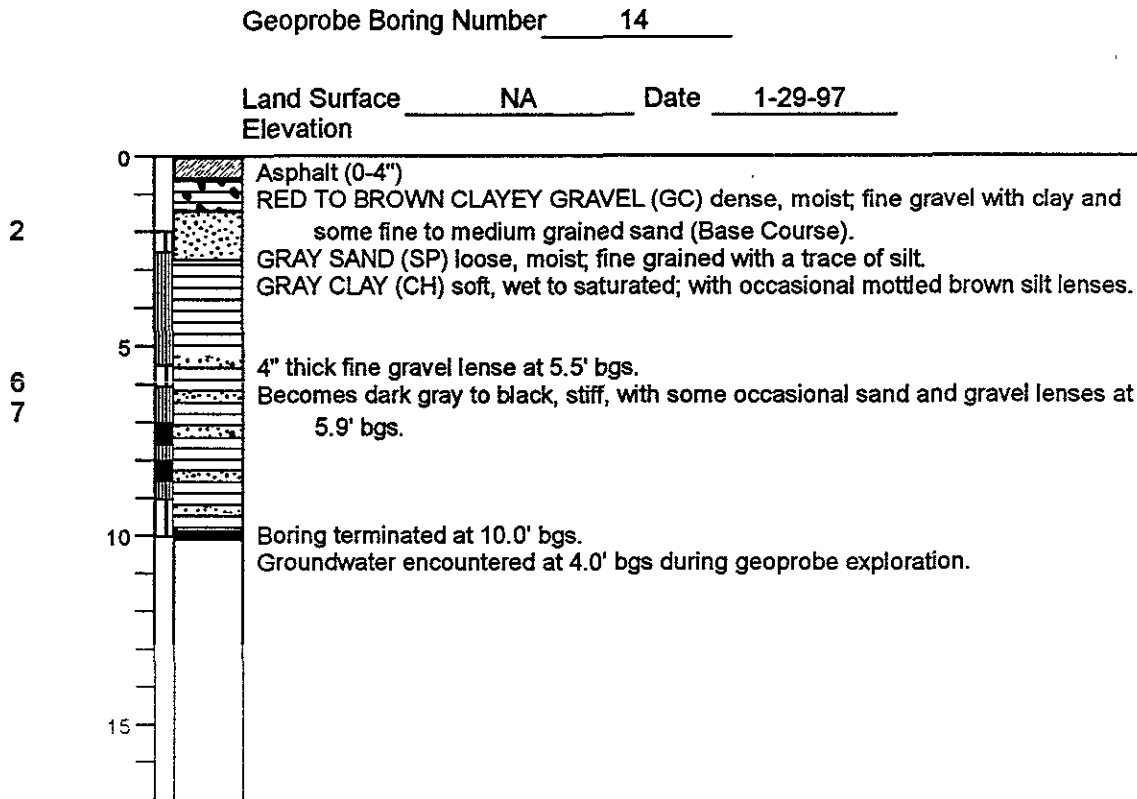 Geoprobe Boring Number 14
Land Surface Elevation NA Date 1-29-97
0
Asphalt (0-4")
RED TO BROWN CLAYEY GRAVEL (GC) dense, moist; fine gravel with clay and
2
some fine to medium grained sand (Base Course).
GRAY SAND (SP) loose, moist; fine grained with a trace of silt.
GRAY CLAY (CH) soft, wet to saturated; with occasional mottled brown silt lenses.
5
4" thick fine gravel lense at 5.5' bgs.
6
Becomes dark gray to black, stiff, with some occasional sand and gravel lenses at
7
5.9' bgs.
10
Boring terminated at 10.0' bgs.
Groundwater encountered at 4.0' bgs during geoprobe exploration.
15